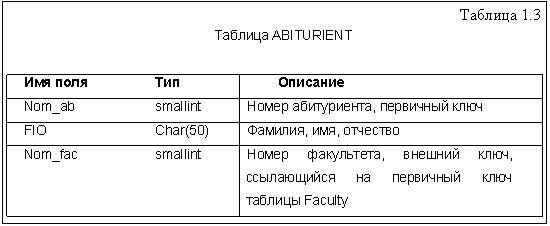 Таблица 1.3
Таблица ABITURIENT
Имя поля Тип Описание
Nom_ab smallint Номер абитуриента, первичный ключ
FIO Char(50) Фамилия, имя, отчество
Nom_fac smallint Номер факультета, внешний ключ,
ссылающийся на первичный ключ
таблицы Faculty